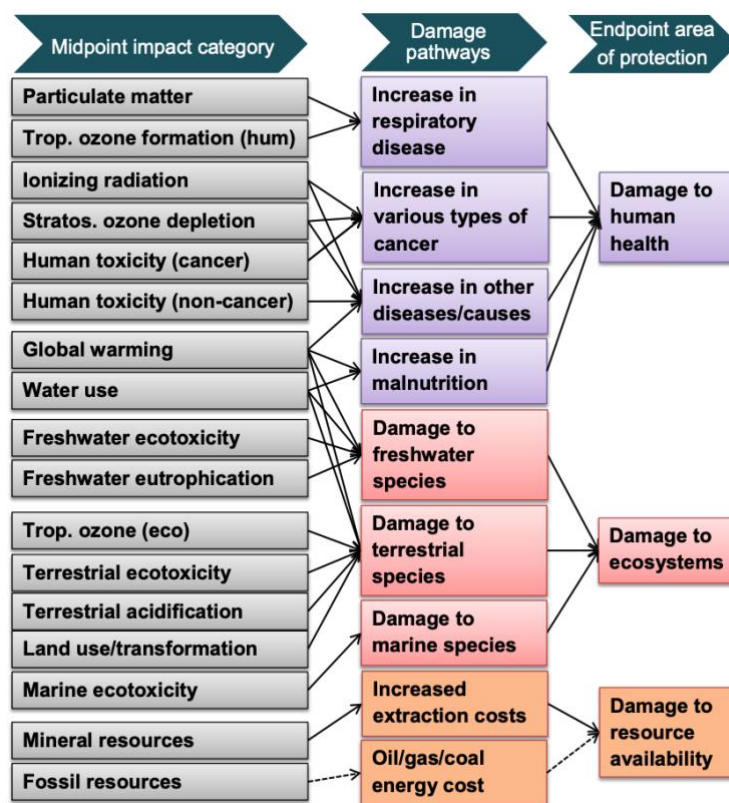 Midpoint impact category
Damage
pathways
Endpoint area
of protection
Particulate matter
Trop. ozone formation (hum)
Ionizing radiation
Stratos. ozone depletion
Human toxicity (cancer)
Human toxicity (non-cancer)
Global warming
Water use
Freshwater ecotoxicity
Freshwater eutrophication
Trop. ozone (eco)
Terrestrial ecotoxicity
Terrestrial acidification
Land use/transformation
Marine ecotoxicity
Mineral resources
Fossil resources
Increase in
respiratory
disease
Increase in
various types of
cancer
Increase in other
diseases/causes
Increase in
malnutrition
Damage to
freshwater
species
Damage to
terrestrial
species
Damage to
marine species
Increased
extraction costs
Oil/gas/coal
energy cost
Damage to
human
health
Damage to
ecosystems
Damage to
resource
availability